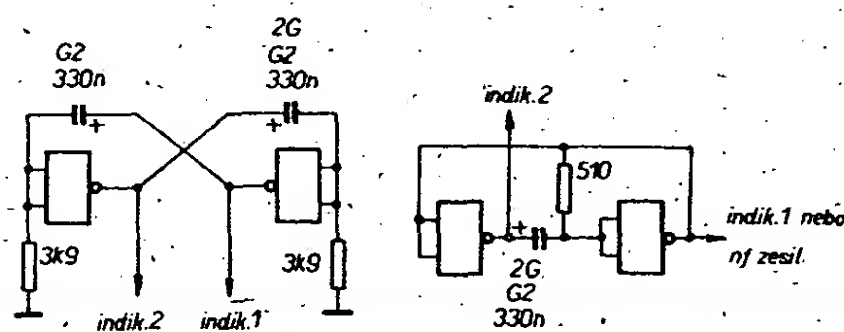 G2
330n
2G
G2
330n
3k9
3k9
indik.2
indik.1
indik.2
510
2G
G2
330n
indik.1 nebo
nf zesil.